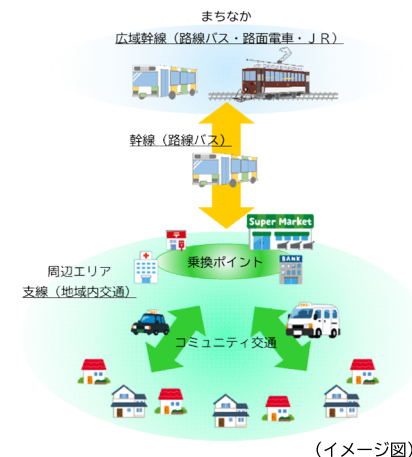 まちなか
広域幹線（路線バス・路面電車・ＪＲ）
幹線（路線バス）
Super Market
〒
乗換ポイント
BANK
周辺エリア
支線（地域内交通）
コミュニティ交通
（イメージ図）